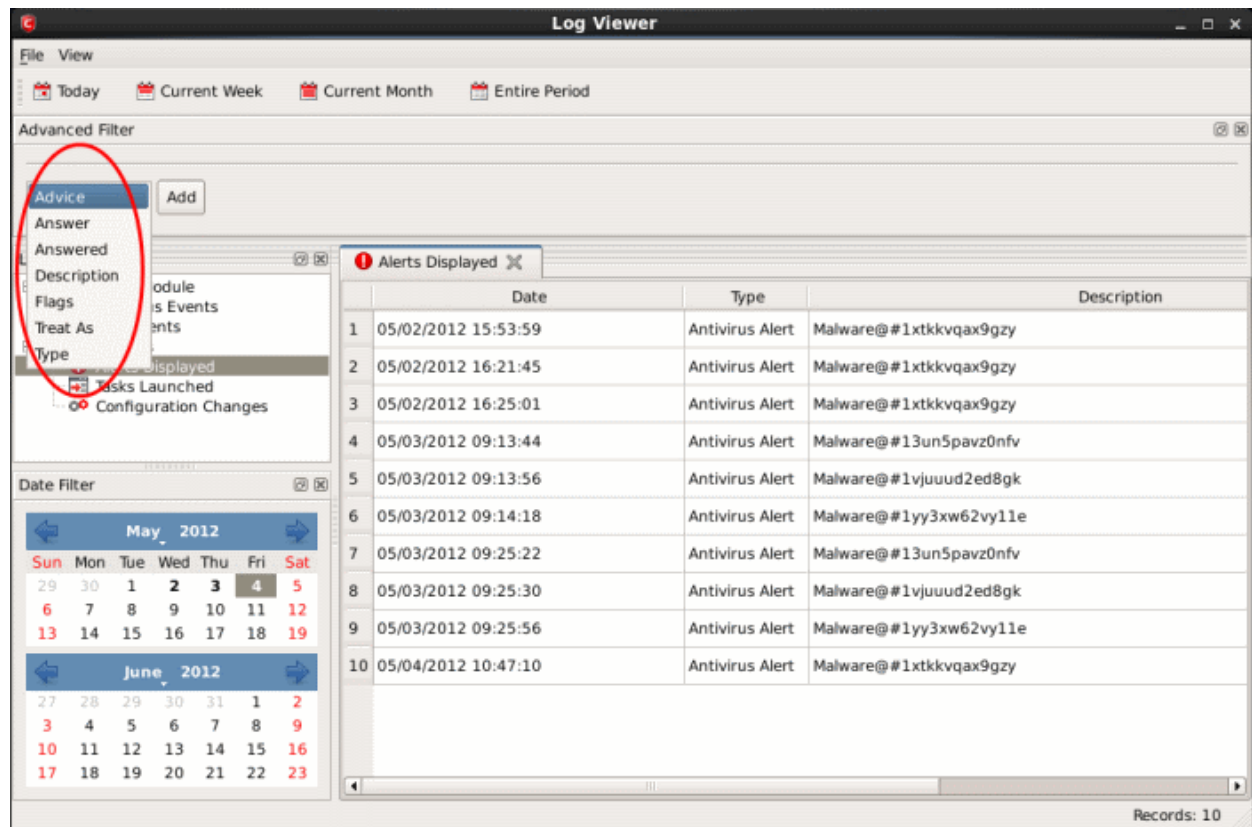 Log Viewer
File View
Today Current Week Current Month Entire Period
Advanced Filter
Advice Add
Answer
Answered
Description
Flags
Treat As
Type
odule
s Events
ents
Alerts Displayed
Tasks Launched
Configuration Changes
Date Filter
May 2012
Sun Mon Tue Wed Thu Fri Sat
29 30 1 2 3 4 5
6 7 8 9 10 11 12
13 14 15 16 17 18 19
June 2012
27 28 29 30 31 1 2
3 4 5 6 7 8 9
10 11 12 13 14 15 16
17 18 19 20 21 22 23
Alerts Displayed
Date Type Description
1 05/02/2012 15:53:59 Antivirus Alert Malware@#1xtkkvqax9gzy
2 05/02/2012 16:21:45 Antivirus Alert Malware@#1xtkkvqax9gzy
3 05/02/2012 16:25:01 Antivirus Alert Malware@#1xtkkvqax9gzy
4 05/03/2012 09:13:44 Antivirus Alert Malware@#13un5pavz0nfv
5 05/03/2012 09:13:56 Antivirus Alert Malware@#1vjuuud2ed8gk
6 05/03/2012 09:14:18 Antivirus Alert Malware@#1yy3xw62vy11e
7 05/03/2012 09:25:22 Antivirus Alert Malware@#13un5pavz0nfv
8 05/03/2012 09:25:30 Antivirus Alert Malware@#1vjuuud2ed8gk
9 05/03/2012 09:25:56 Antivirus Alert Malware@#1yy3xw62vy11e
10 05/04/2012 10:47:10 Antivirus Alert Malware@#1xtkkvqax9gzy
Records: 10